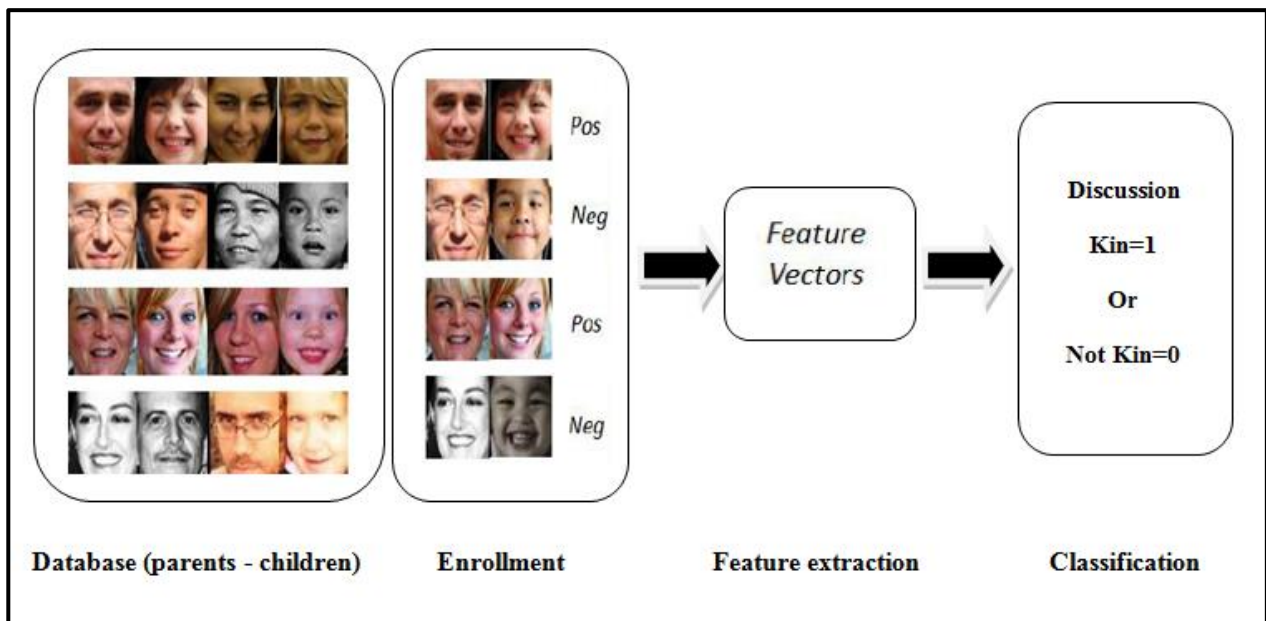 Pos
Neg
Pos
Neg
Feature
Vectors
Discussion
Kin=1
Or
Not Kin=0
Database (parents - children)
Enrollment
Feature extraction
Classification